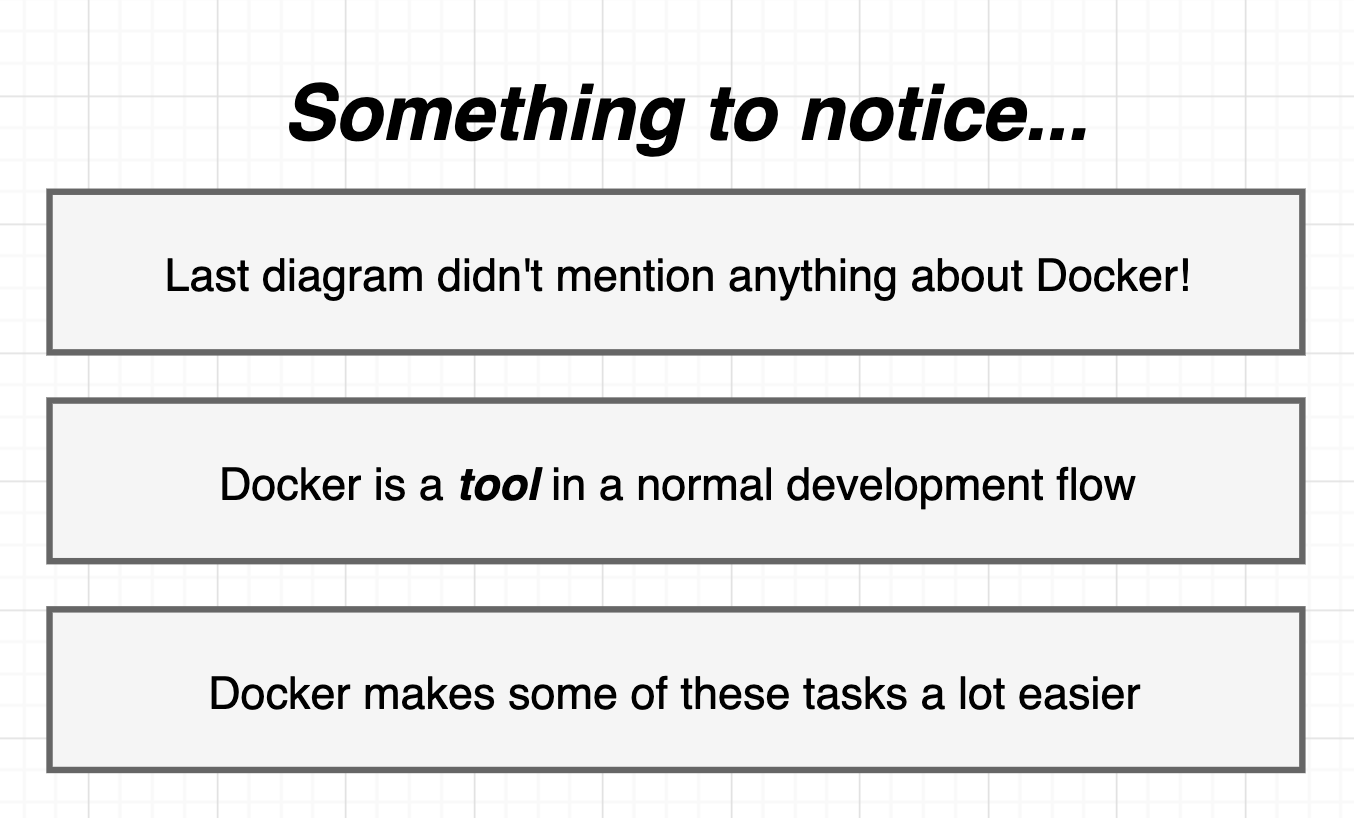 Something to notice...
Last diagram didn't mention anything about Docker!
Docker is a tool in a normal development flow
Docker makes some of these tasks a lot easier